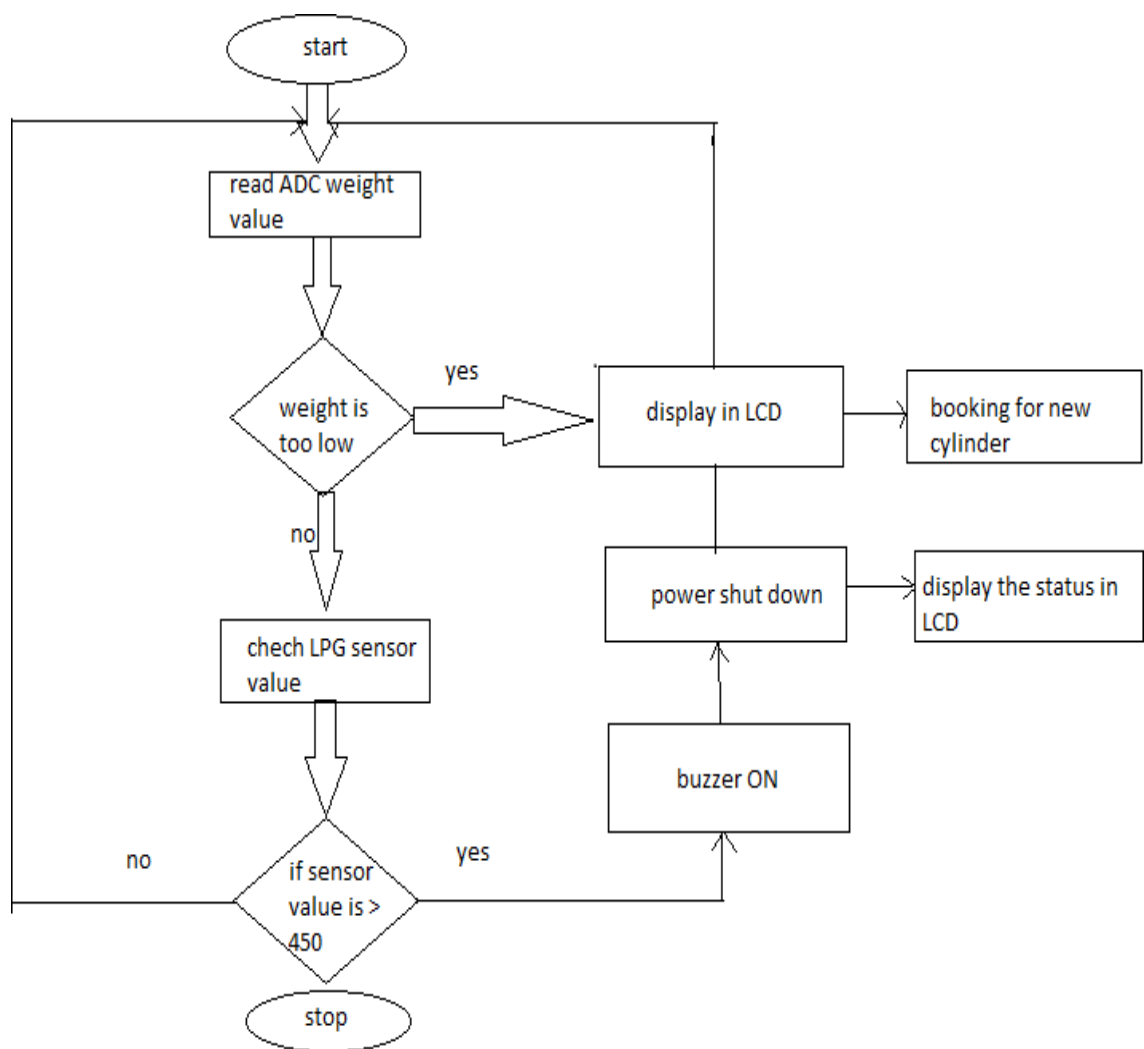 start
read ADC weight
value
yes
weight is
too low
display in LCD
booking for new
cylinder
no
power shut down
display the status in
LCD
chech LPG sensor
value
buzzer ON
no
yes
if sensor
value is >
450
stop